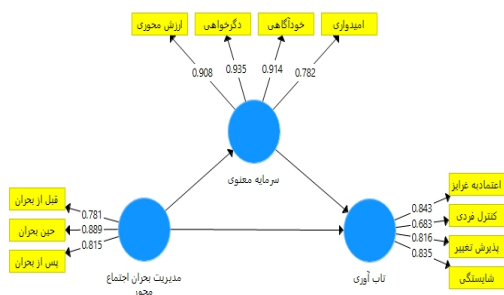 ارزش محوری
دگرخواهی
خودآگاهی
امیدواری
0.908
0.935
0.914
0.782
سرمایه معنوی
قبل از بحران
حین بحران
پس از بحران
0.781
0.889
0.815
مدیریت بحران اجتماع
محور
تاب آوری
0.843
0.683
0.816
0.835
اعتمادبه غرایز
کنترل فردی
پذیرش تغییر
شایستگی